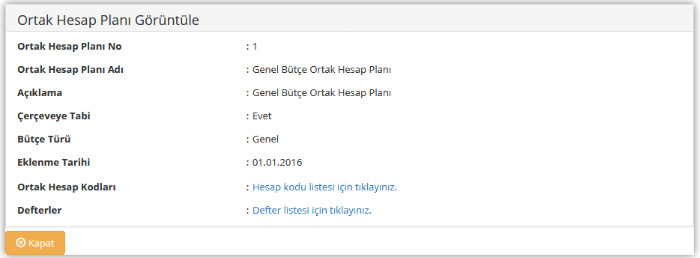 Ortak Hesap Planı Görüntüle
Ortak Hesap Planı No : 1
Ortak Hesap Planı Adı : Genel Bütçe Ortak Hesap Planı
Açıklama : Genel Bütçe Ortak Hesap Planı
Çerçeveye Tabi : Evet
Bütçe Türü : Genel
Eklenme Tarihi : 01.01.2016
Ortak Hesap Kodları : Hesap kodu listesi için tıklayınız.
Defterler : Defter listesi için tıklayınız.
Kapat